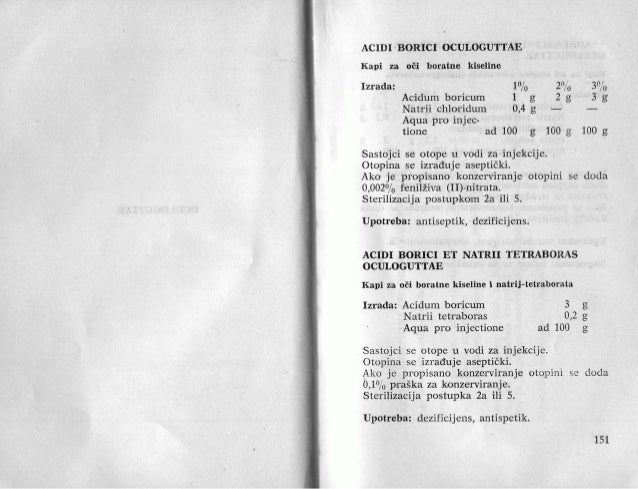 ACIDI BORICI OCULOGUTTAE
Kapi za oči boratne kiseline
Izrada: 1% 2% 3%
Acidum boricum 1 g 2 g 3 g
Natrii chloridum 0,4 g — —
Aqua pro injec-
tione ad 100 g 100 g 100 g
Sastojci se otope u vodi za injekcije.
Otopina se izrađuje aseptički.
Ako je propisano konzerviranje otopini se doda
0,002% fenilživa (II)-nitrata.
Sterilizacija postupkom 2a ili 5.
Upotreba: antiseptik, dezificijens.
ACIDI BORICI ET NATRII TETRABORAS
OCULOGUTTAE
Kapi za oči boratne kiseline i natrij-tetraborata
Izrada: Acidum boricum 3 g
Natrii tetraboras 0,2 g
Aqua pro injectione ad 100 g
Sastojci se otope u vodi za injekcije.
Otopina se izrađuje aseptički.
Ako je propisano konzerviranje otopini se doda
0,1% praška za konzerviranje.
Sterilizacija postupka 2a ili 5.
Upotreba: dezificijens, antispetik.
151